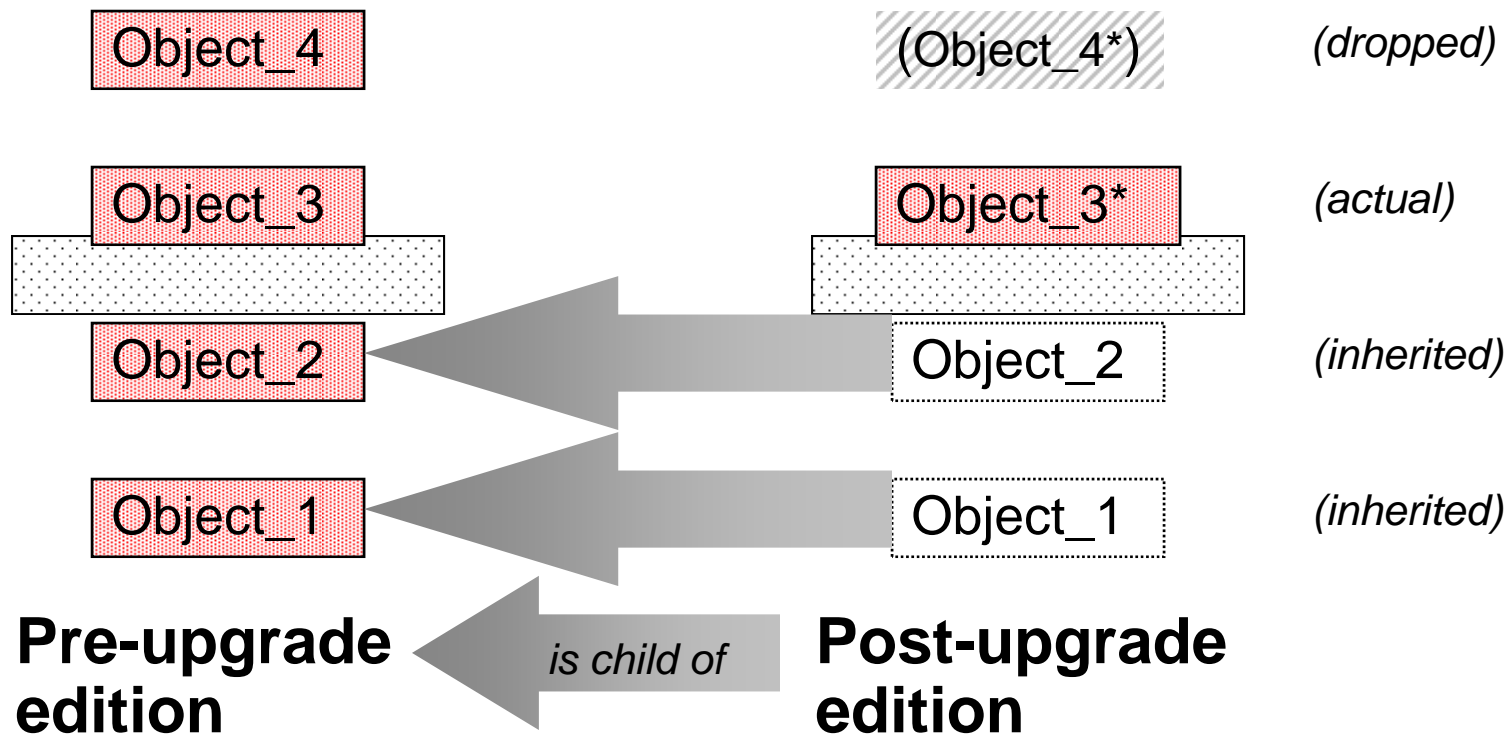 Object_4 (Object_4*) (dropped)
Object_3 Object_3* (actual)
Object_2 Object_2 (inherited)
Object_1 Object_1 (inherited)
Pre-upgrade
edition
is child of
Post-upgrade
edition